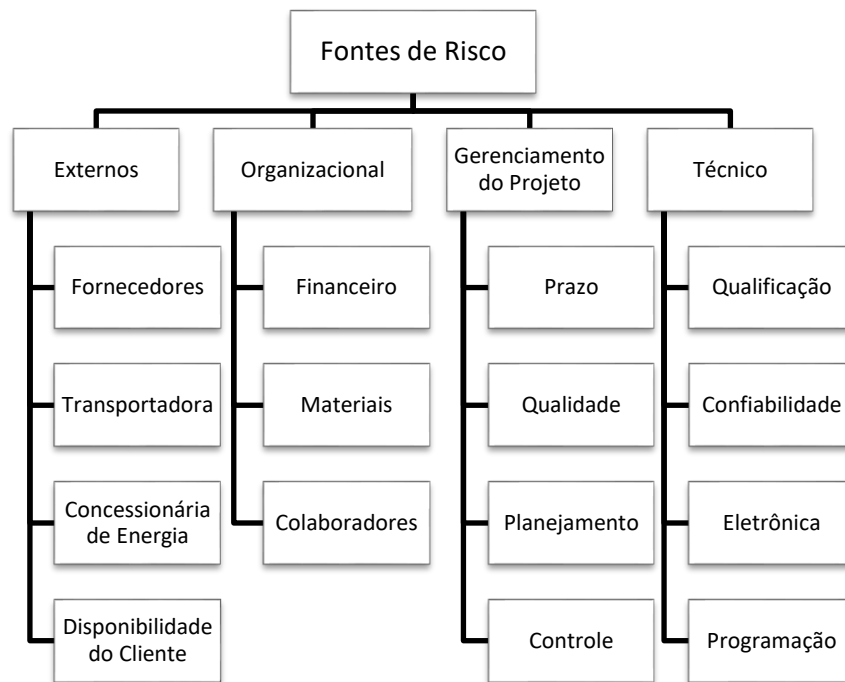 Fontes de Risco
Externos
Organizacional
Gerenciamento
do Projeto
Técnico
Fornecedores
Financeiro
Prazo
Qualificação
Transportadora
Materiais
Qualidade
Confiabilidade
Concessionária
de Energia
Colaboradores
Planejamento
Eletrônica
Disponibilidade
do Cliente
Controle
Programação